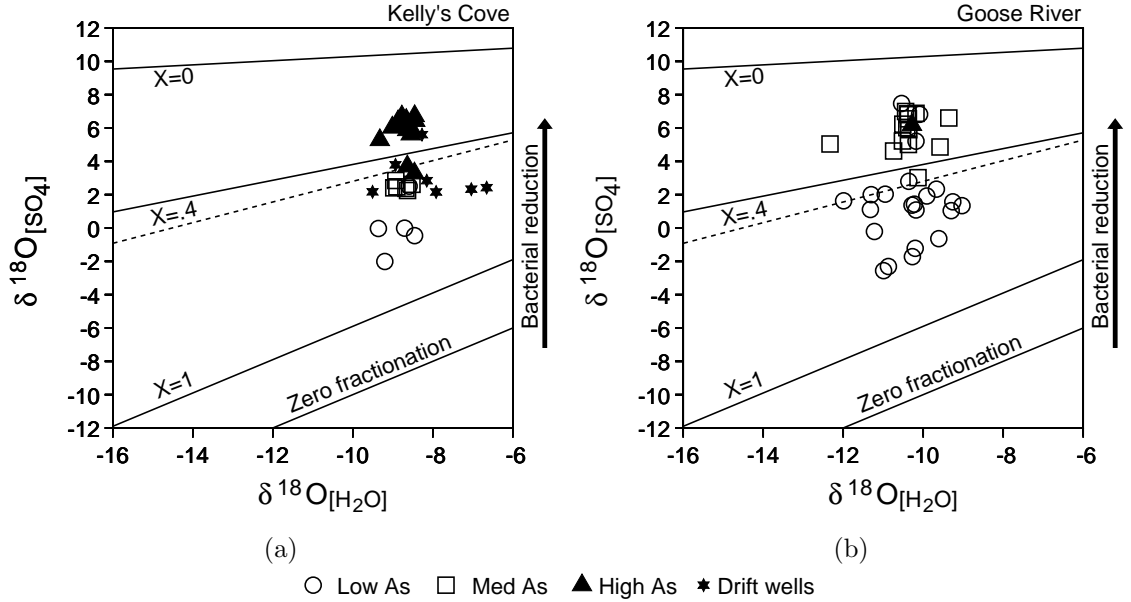 Kelly's Cove
12
10
8
6
4
2
0
-2
-4
-6
-8
-10
-12
X=0
X=.4
X=1
Zero fractionation
-16 -14 -12 -10 -8 -6
δ ¹⁸O[SO₄]
δ ¹⁸O[H₂O]
Bacterial reduction
(a)
Goose River
12
10
8
6
4
2
0
-2
-4
-6
-8
-10
-12
X=0
X=.4
X=1
Zero fractionation
-16 -14 -12 -10 -8 -6
δ ¹⁸O[SO₄]
δ ¹⁸O[H₂O]
Bacterial reduction
(b)
Low As Med As High As Drift wells